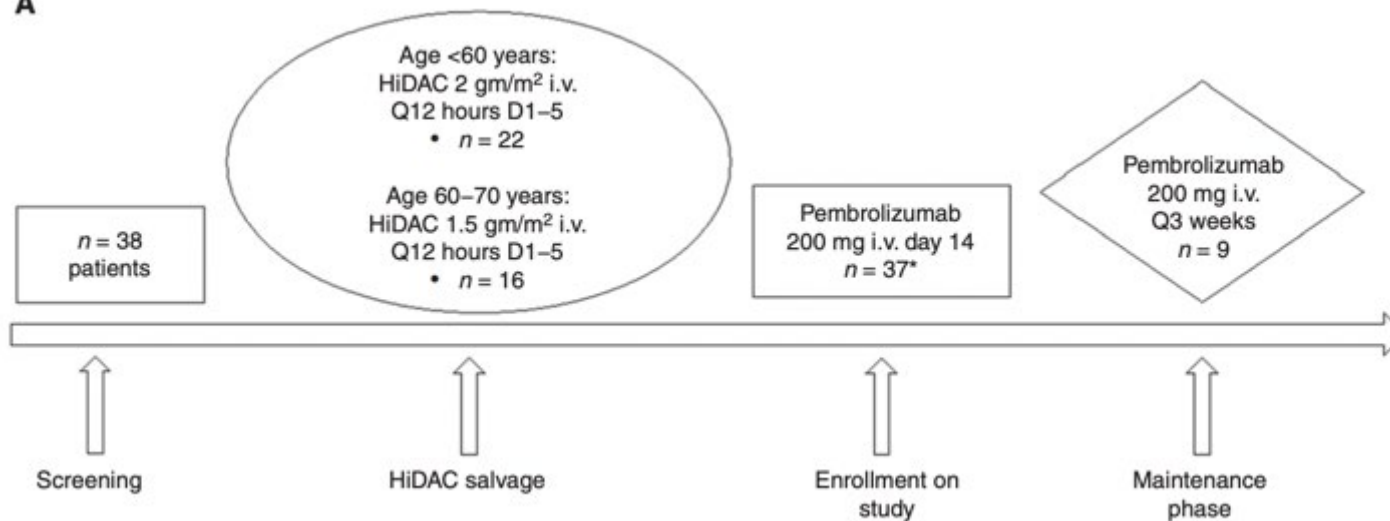 A
Age <60 years:
HiDAC 2 gm/m² i.v.
Q12 hours D1–5
• n = 22
Age 60–70 years:
HiDAC 1.5 gm/m² i.v.
Q12 hours D1–5
• n = 16
n = 38
patients
Pembrolizumab
200 mg i.v. day 14
n = 37*
Pembrolizumab
200 mg i.v.
Q3 weeks
n = 9
Screening
HiDAC salvage
Enrollment on
study
Maintenance
phase